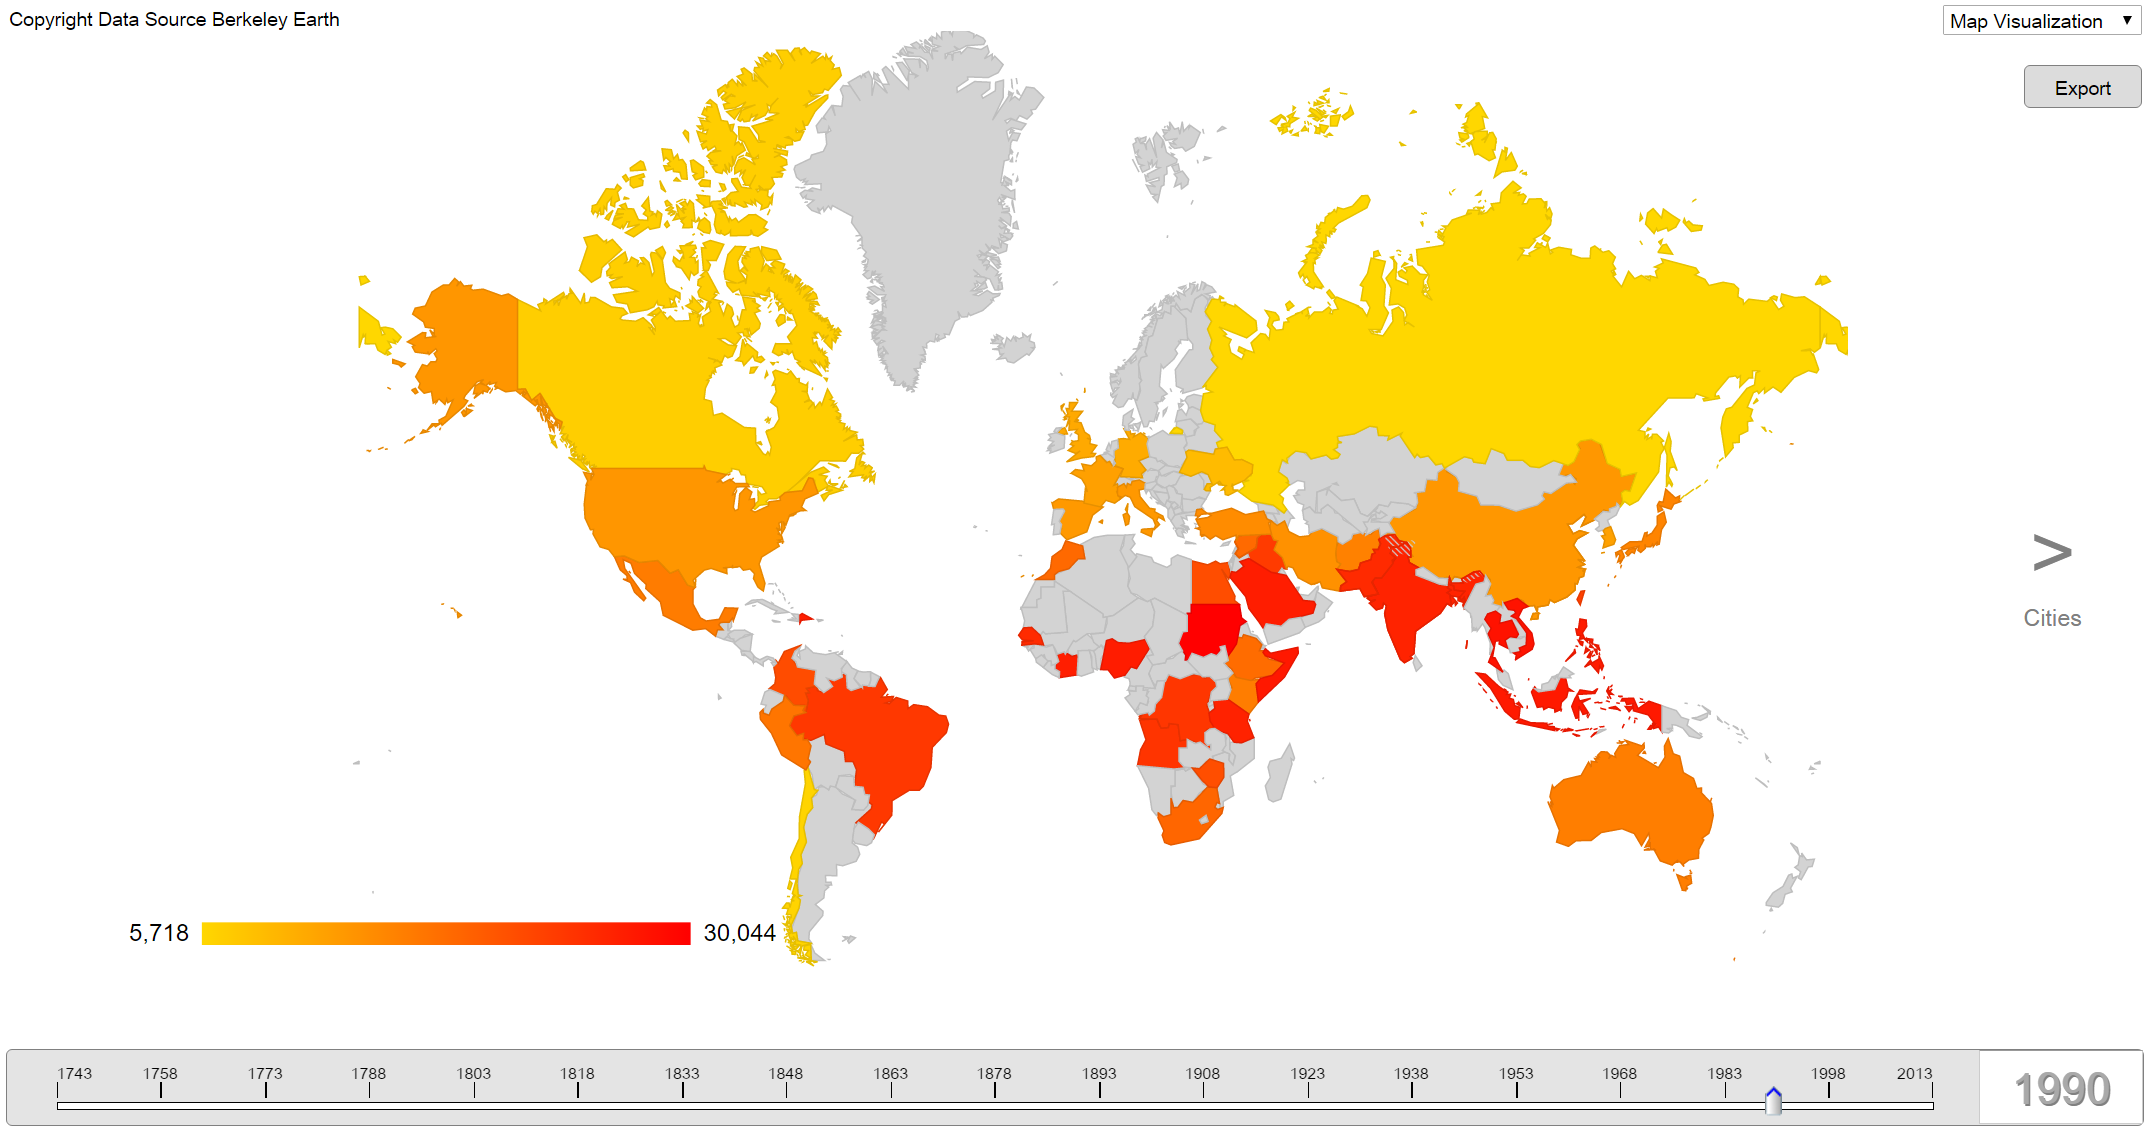 Copyright Data Source Berkeley Earth
Map Visualization
Export
>
Cities
5,718
30,044
1743 1758 1773 1788 1803 1818 1833 1848 1863 1878 1893 1908 1923 1938 1953 1968 1983 1998 2013
1990